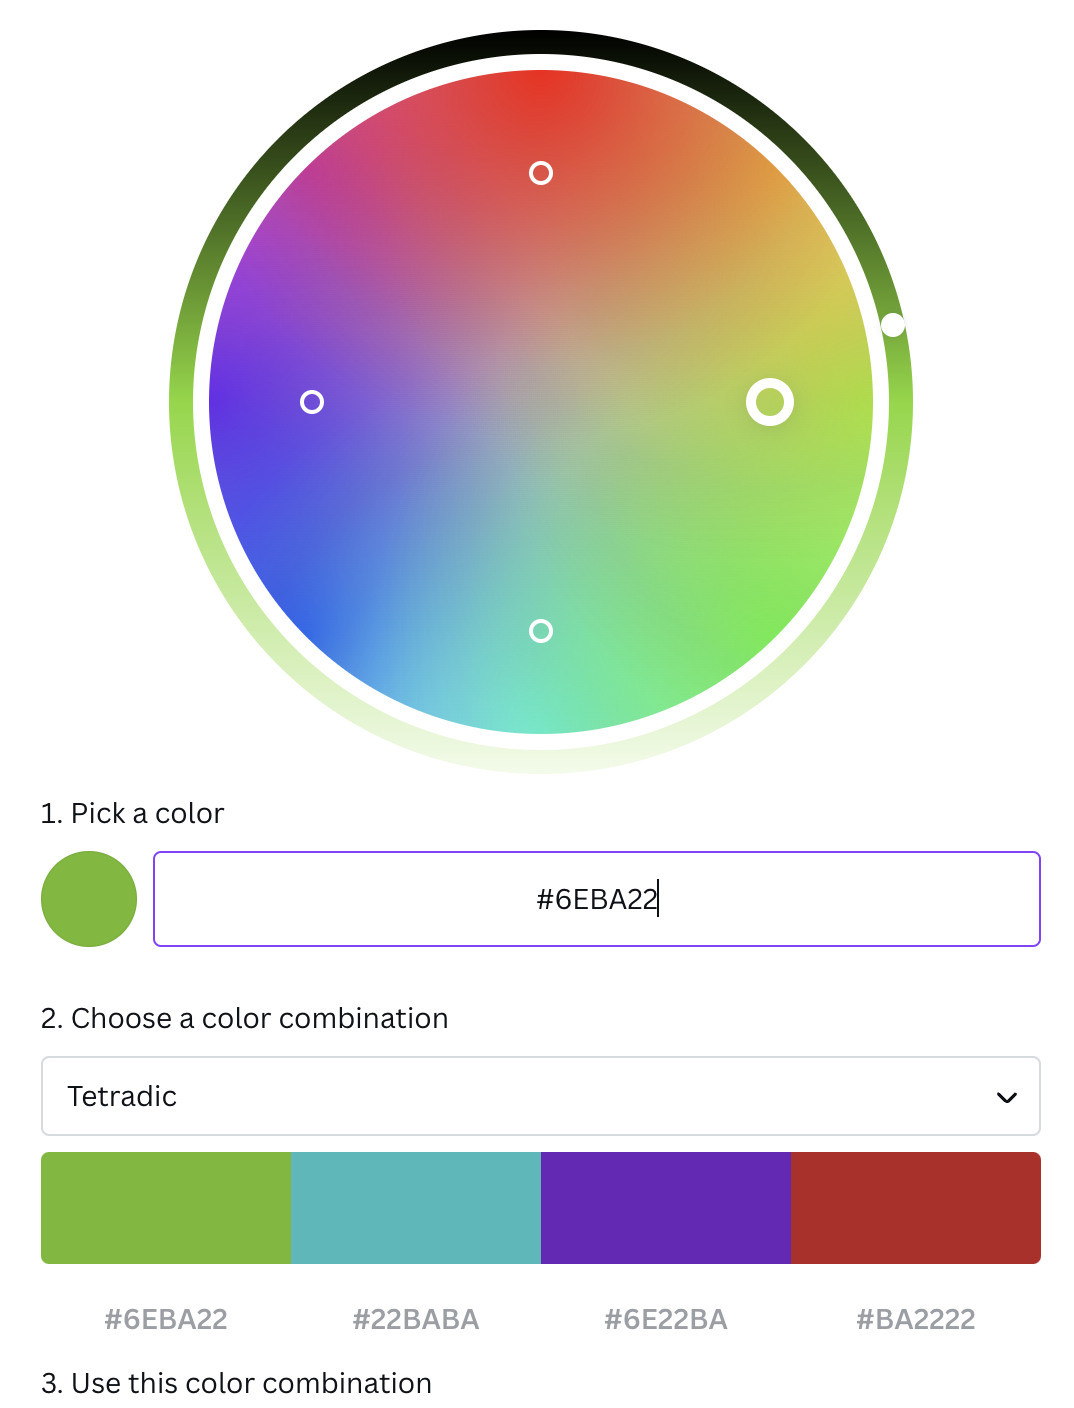 1. Pick a color
#6EBA22
2. Choose a color combination
Tetradic
#6EBA22 #22BABA #6E22BA #BA2222
3. Use this color combination